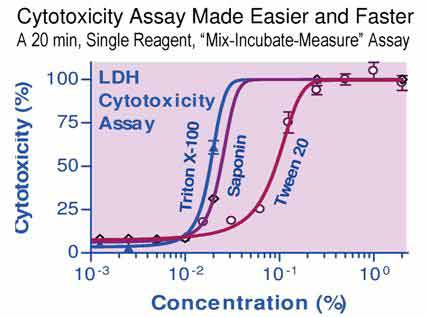 Cytotoxicity Assay Made Easier and Faster
A 20 min, Single Reagent, “Mix-Incubate-Measure” Assay
LDH
Cytotoxicity
Assay
Cytotoxicity (%)
100
75
50
25
0
Triton X-100
Saponin
Tween 20
10⁻³
10⁻²
10⁻¹
10⁰
Concentration (%)